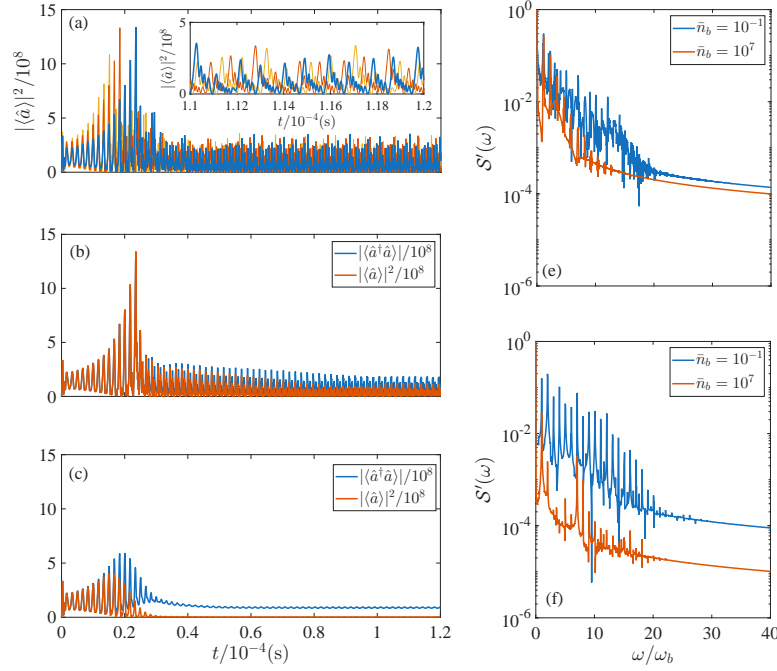 (a)
|⟨â⟩|²/10⁸
15
10
5
0
|⟨â⟩|²/10⁸
5
0
1.1
1.12
1.14
1.16
1.18
1.2
t/10⁻⁴(s)
(b)
15
10
5
0
|⟨â†â⟩|/10⁸
|⟨â⟩|²/10⁸
(c)
15
10
5
0
|⟨â†â⟩|/10⁸
|⟨â⟩|²/10⁸
0
0.2
0.4
0.6
0.8
1
1.2
t/10⁻⁴(s)
10⁰
10⁻²
10⁻⁴
10⁻⁶
S′(ω)
n̄_b = 10⁻¹
n̄_b = 10⁷
(e)
10⁰
10⁻²
10⁻⁴
10⁻⁶
S′(ω)
n̄_b = 10⁻¹
n̄_b = 10⁷
(f)
0
10
20
30
40
ω/ω_b